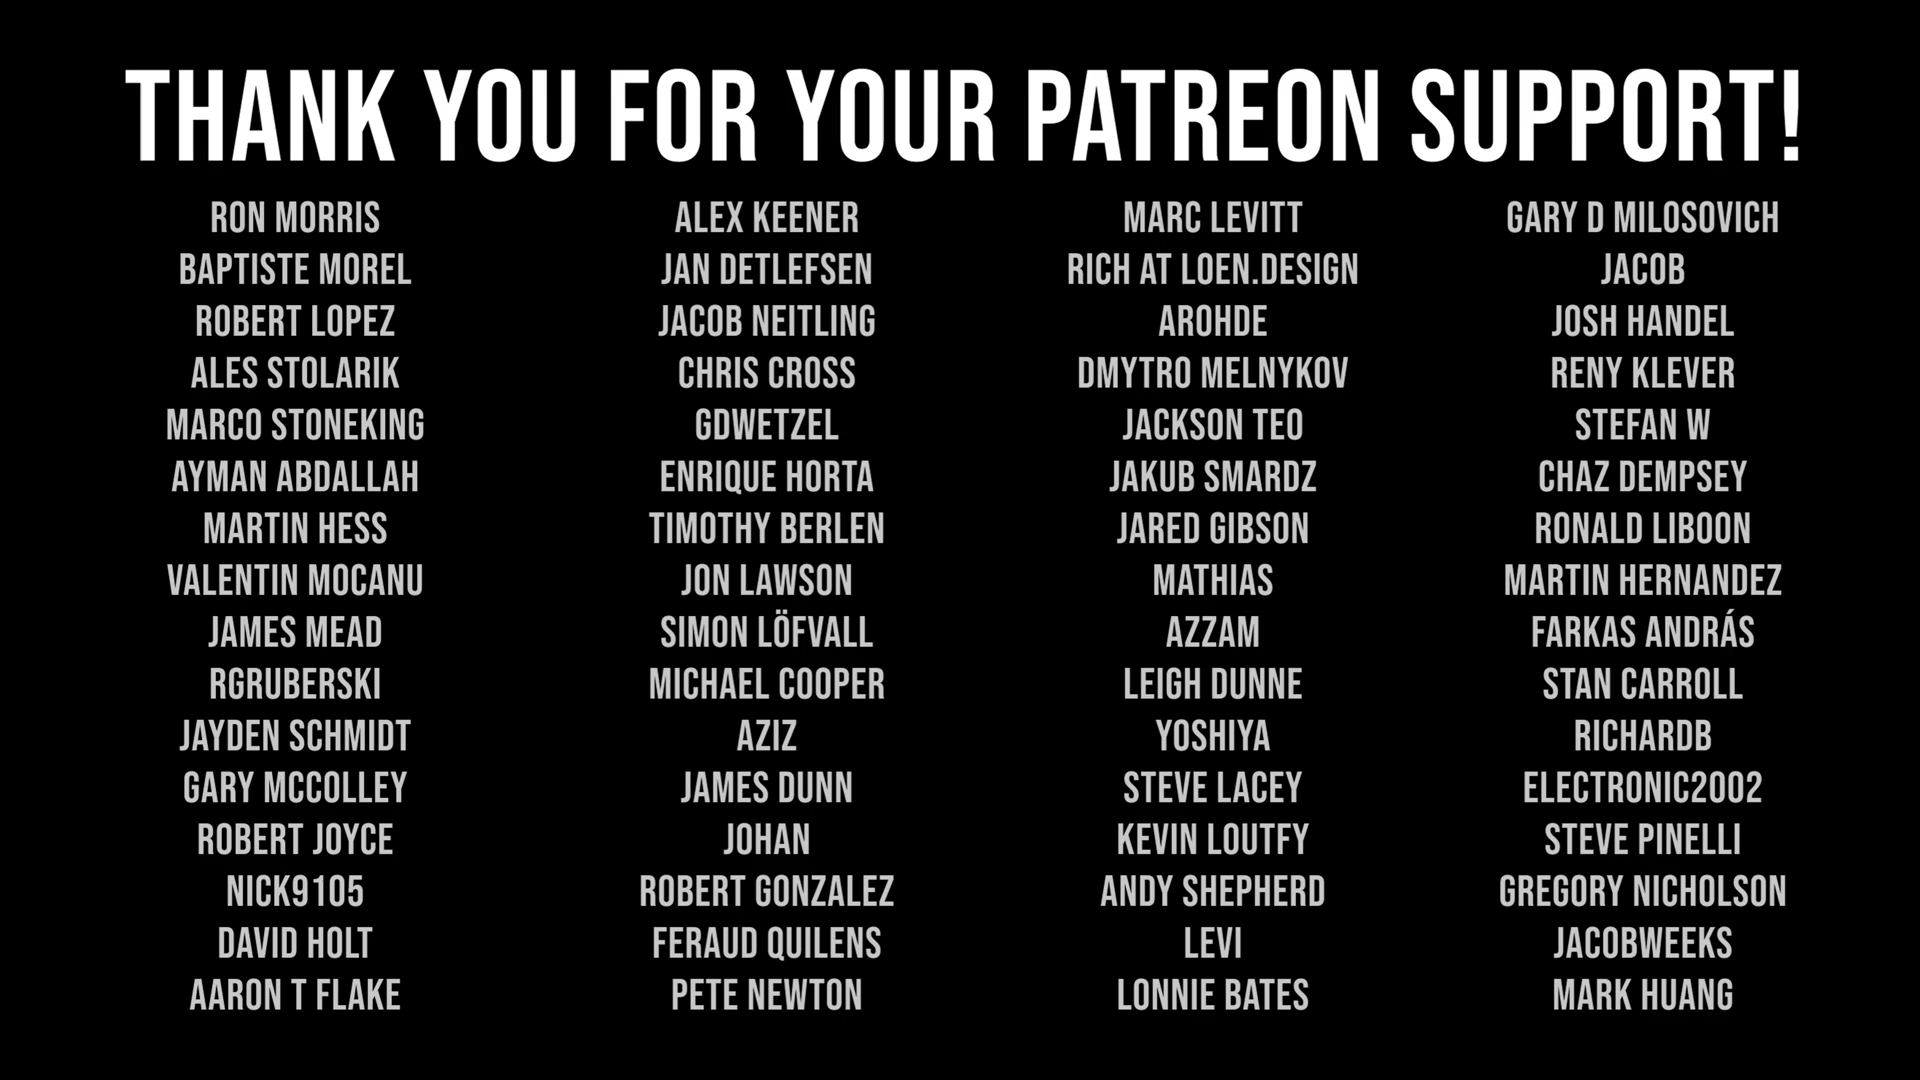 THANK YOU FOR YOUR PATREON SUPPORT!
RON MORRIS
BAPTISTE MOREL
ROBERT LOPEZ
ALES STOLARIK
MARCO STONEKING
AYMAN ABDALLAH
MARTIN HESS
VALENTIN MOCANU
JAMES MEAD
RGRUBERSKI
JAYDEN SCHMIDT
GARY MCCOLLEY
ROBERT JOYCE
NICK9105
DAVID HOLT
AARON T FLAKE
ALEX KEENER
JAN DETLEFSEN
JACOB NEITLING
CHRIS CROSS
GDWETZEL
ENRIQUE HORTA
TIMOTHY BERLEN
JON LAWSON
SIMON LÖFVALL
MICHAEL COOPER
AZIZ
JAMES DUNN
JOHAN
ROBERT GONZALEZ
FERAUD QUILENS
PETE NEWTON
MARC LEVITT
RICH AT LOEN.DESIGN
AROHDE
DMYTRO MELNYKOV
JACKSON TEO
JAKUB SMARDZ
JARED GIBSON
MATHIAS
AZZAM
LEIGH DUNNE
YOSHIYA
STEVE LACEY
KEVIN LOUTFY
ANDY SHEPHERD
LEVI
LONNIE BATES
GARY D MILOSOVICH
JACOB
JOSH HANDEL
RENY KLEVER
STEFAN W
CHAZ DEMPSEY
RONALD LIBOON
MARTIN HERNANDEZ
FARKAS ANDRÁS
STAN CARROLL
RICHARDB
ELECTRONIC2002
STEVE PINELLI
GREGORY NICHOLSON
JACOBWEEKS
MARK HUANG